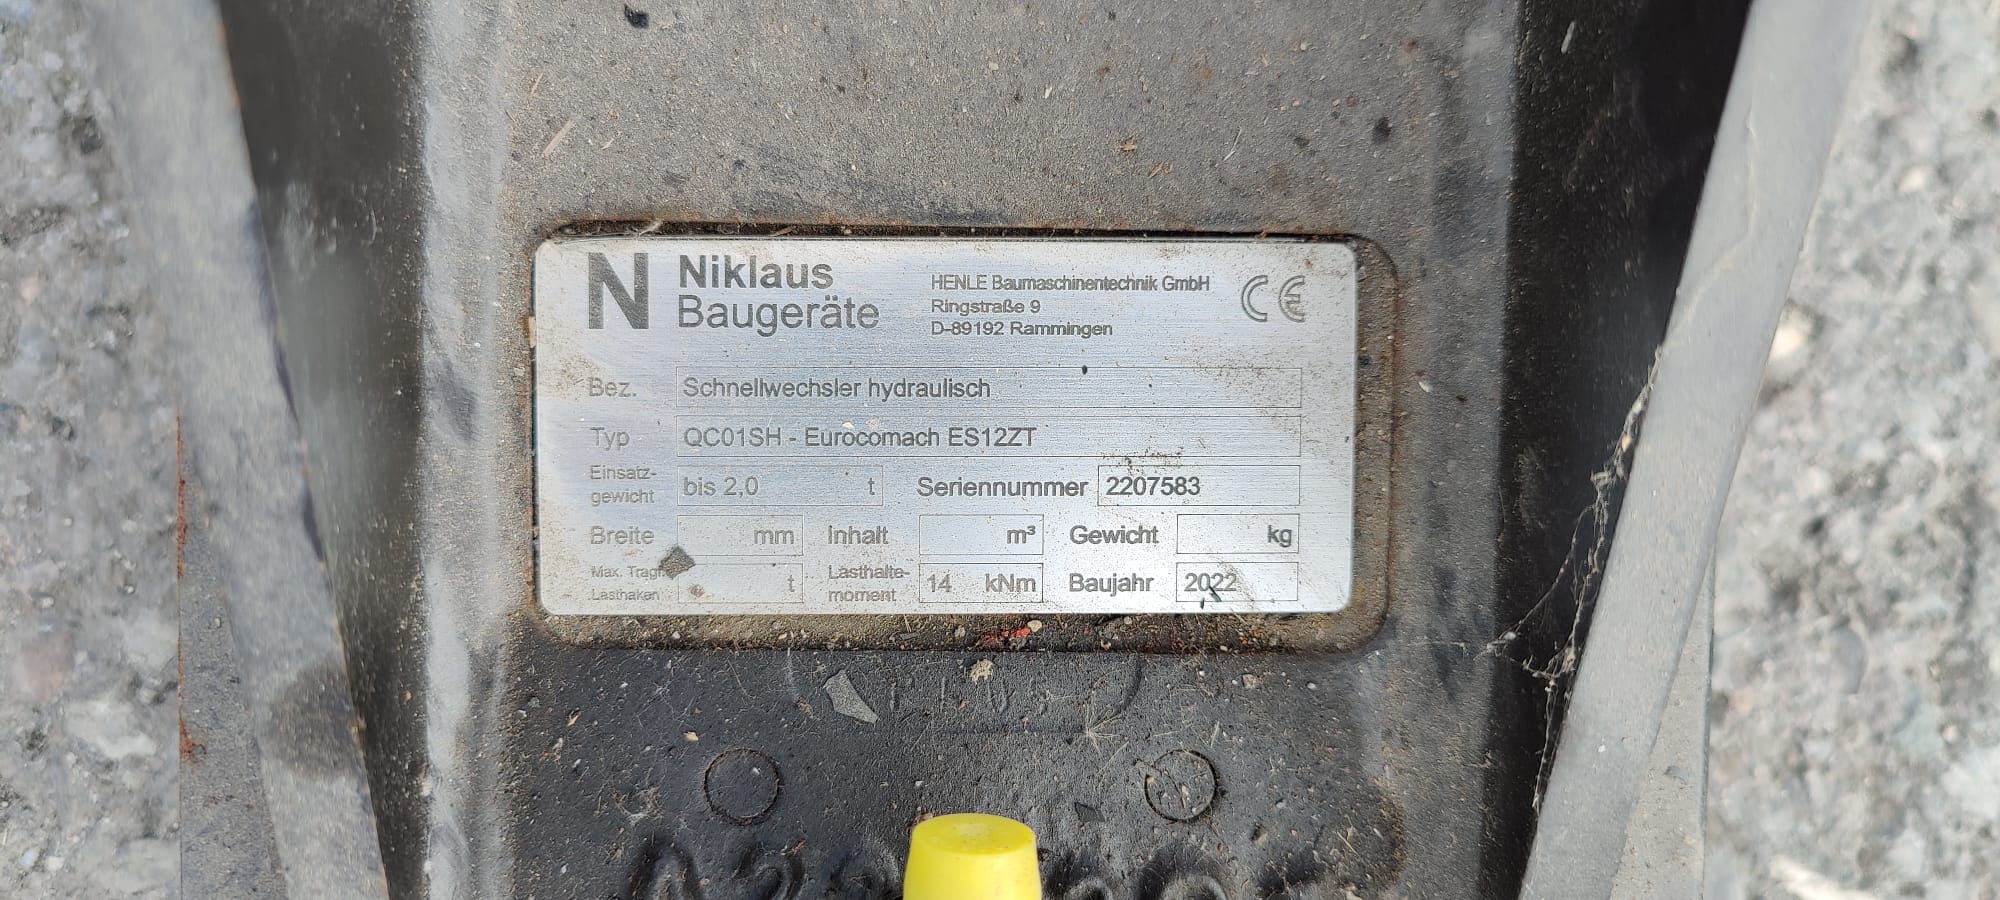 N Niklaus
Baugeräte
HENLE Baumaschinentechnik GmbH
Ringstraße 9
D-89192 Rammingen
CE
Bez. Schnellwechsler hydraulisch
Typ QC01SH - Eurocomach ES12ZT
Einsatz-
gewicht bis 2,0 t Seriennummer 2207583
Breite mm Inhalt m³ Gewicht kg
Max. Tragf.
Lasthaken t
Lasthalte-
moment 14 kNm Baujahr 2022